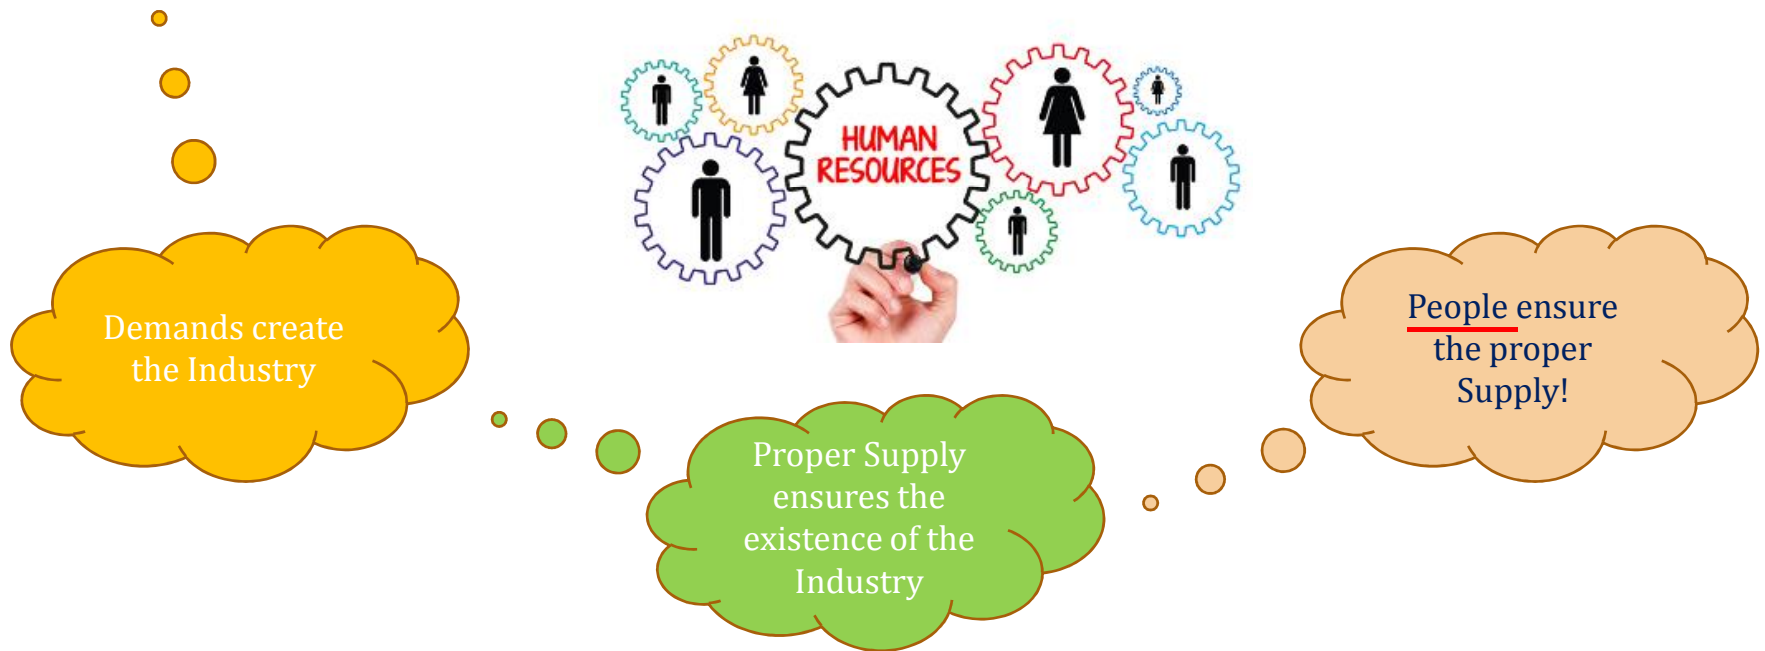 HUMAN
RESOURCES
Demands create
the Industry
Proper Supply
ensures the
existence of the
Industry
People ensure
the proper
Supply!